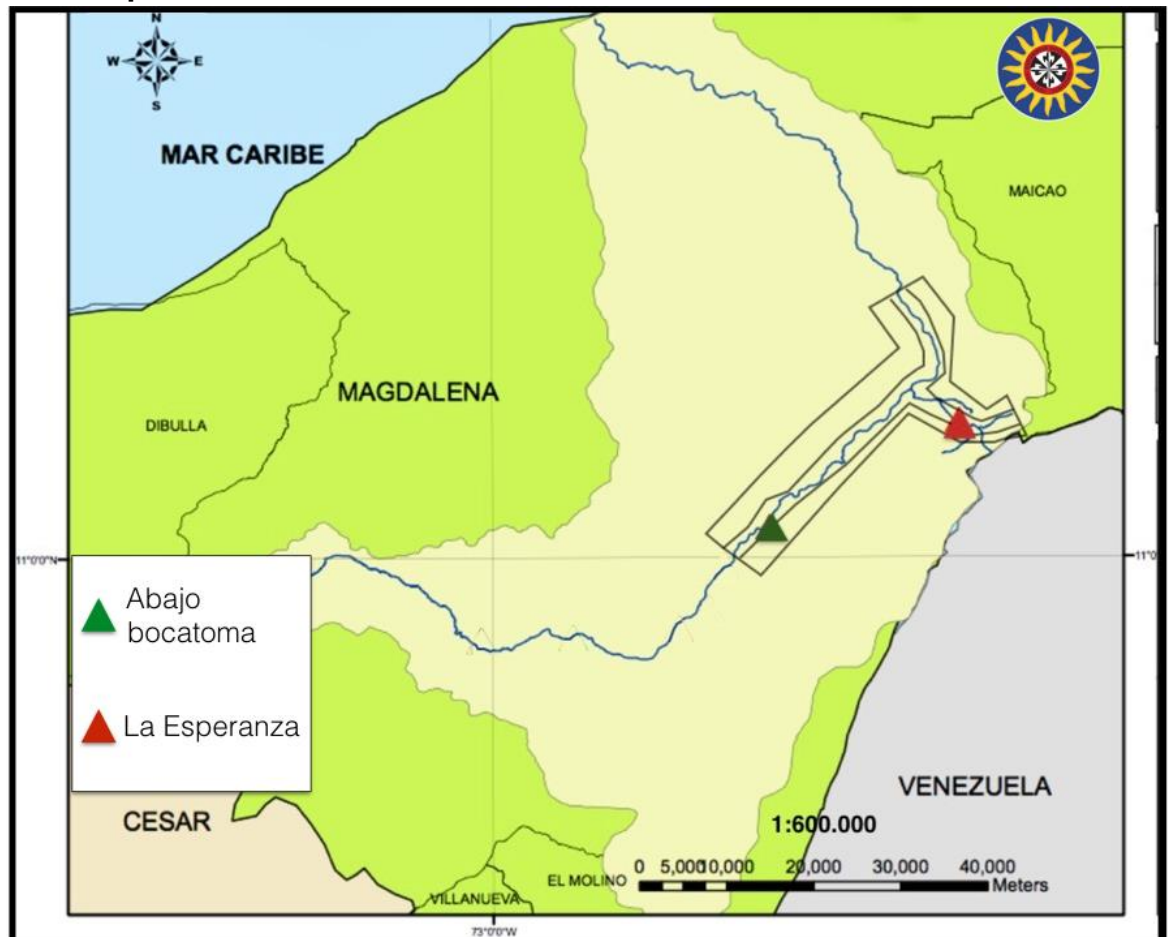 N
W
E
S
MAR CARIBE
MAICAO
MAGDALENA
DIBULLA
11°0'0"N
11°0
Abajo
bocatoma
La Esperanza
VENEZUELA
CESAR
1:600.000
0 5,000 10,000 20,000 30,000 40,000
Meters
EL MOLINO
VILLANUEVA
73°0'0"W